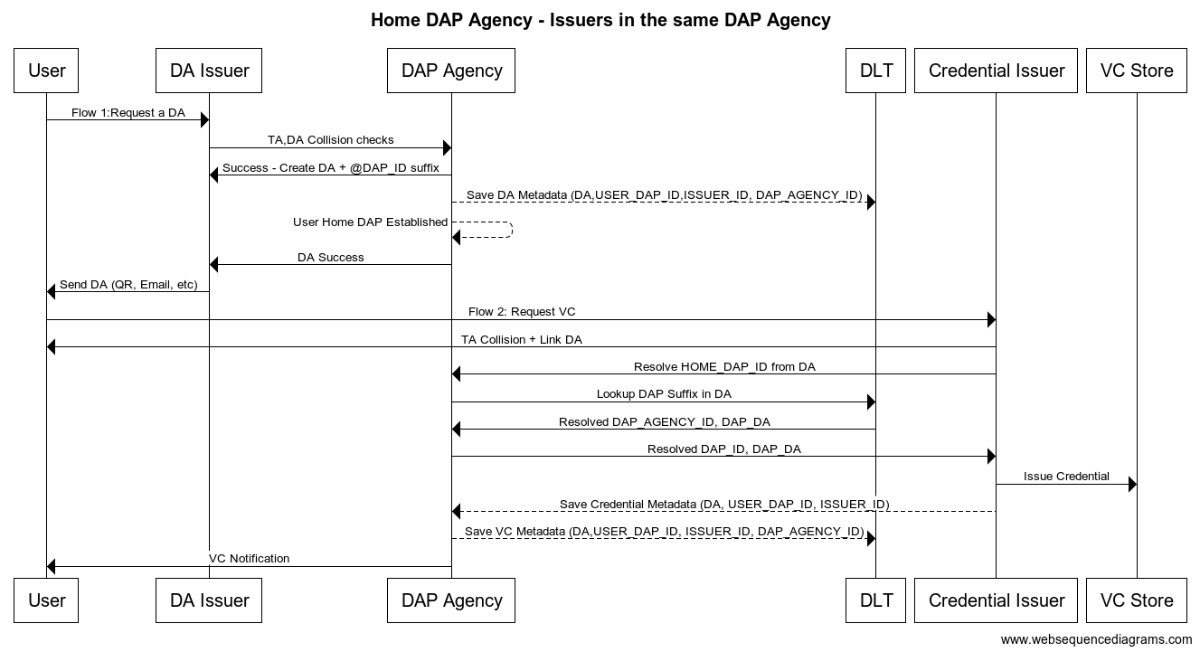 Home DAP Agency - Issuers in the same DAP Agency
User
DA Issuer
DAP Agency
DLT
Credential Issuer
VC Store
Flow 1:Request a DA
TA,DA Collision checks
Success - Create DA + @DAP_ID suffix
Save DA Metadata (DA,USER_DAP_ID,ISSUER_ID, DAP_AGENCY_ID)
User Home DAP Established
DA Success
Send DA (QR, Email, etc)
Flow 2: Request VC
TA Collision + Link DA
Resolve HOME_DAP_ID from DA
Lookup DAP Suffix in DA
Resolved DAP_AGENCY_ID, DAP_DA
Resolved DAP_ID, DAP_DA
Issue Credential
Save Credential Metadata (DA, USER_DAP_ID, ISSUER_ID)
Save VC Metadata (DA,USER_DAP_ID, ISSUER_ID, DAP_AGENCY_ID)
VC Notification
User
DA Issuer
DAP Agency
DLT
Credential Issuer
VC Store
www.websequencediagrams.com